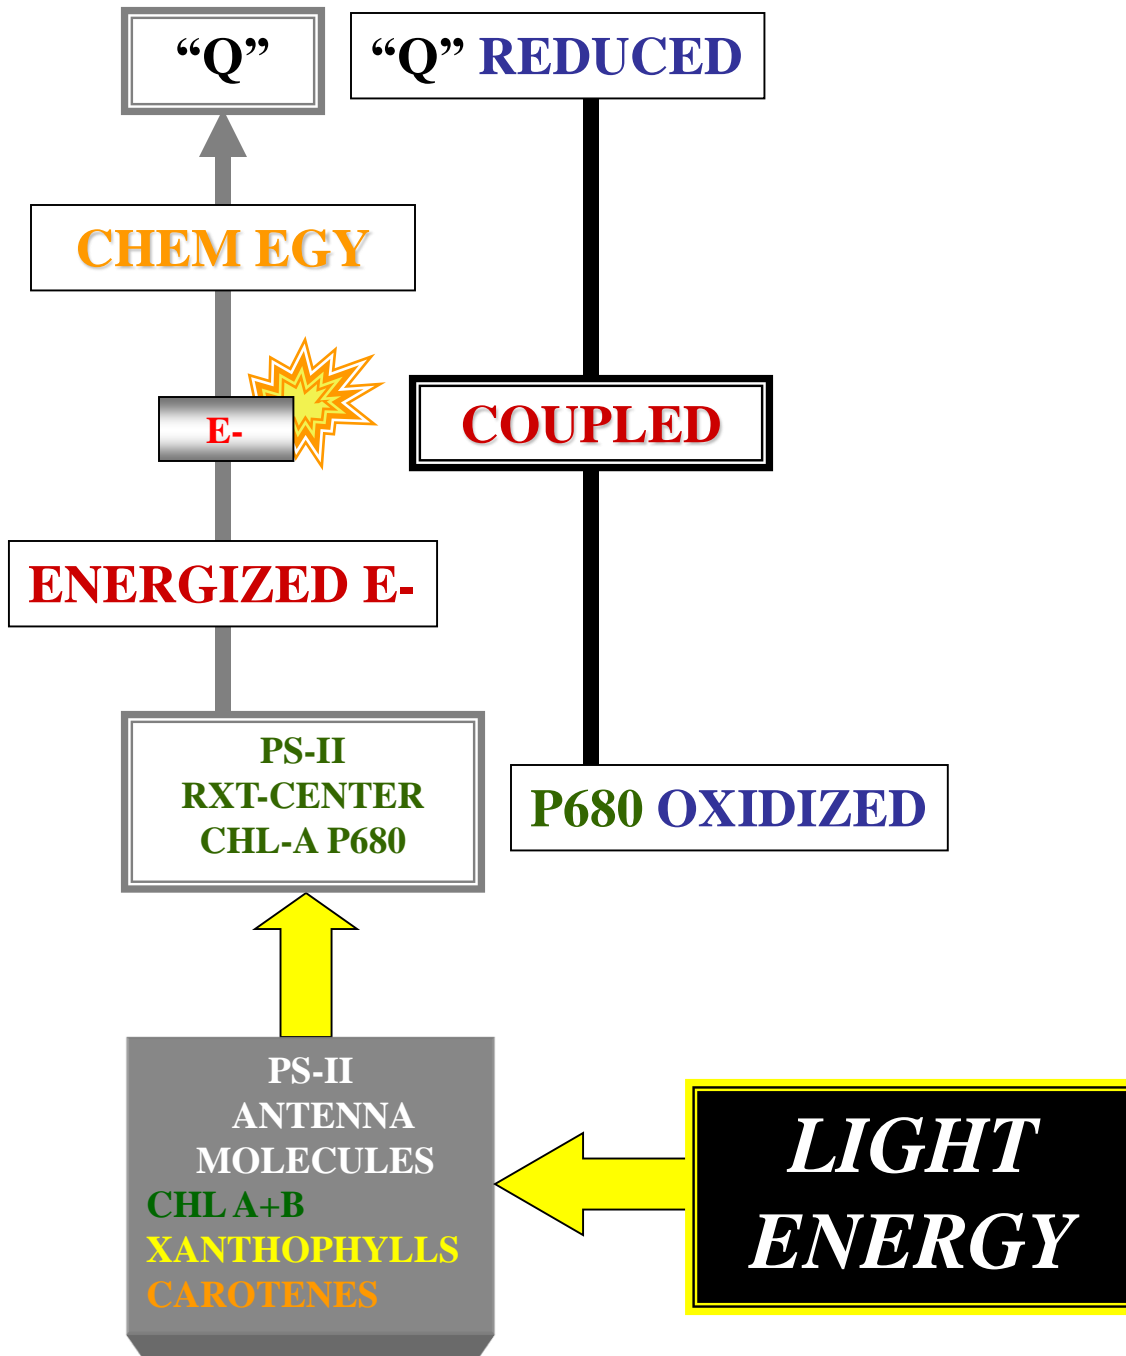 “Q”
“Q” REDUCED
CHEM EGY
E-
COUPLED
ENERGIZED E-
PS-II
RXT-CENTER
CHL-A P680
P680 OXIDIZED
PS-II
ANTENNA
MOLECULES
CHL A+B
XANTHOPHYLLS
CAROTENES
LIGHT
ENERGY